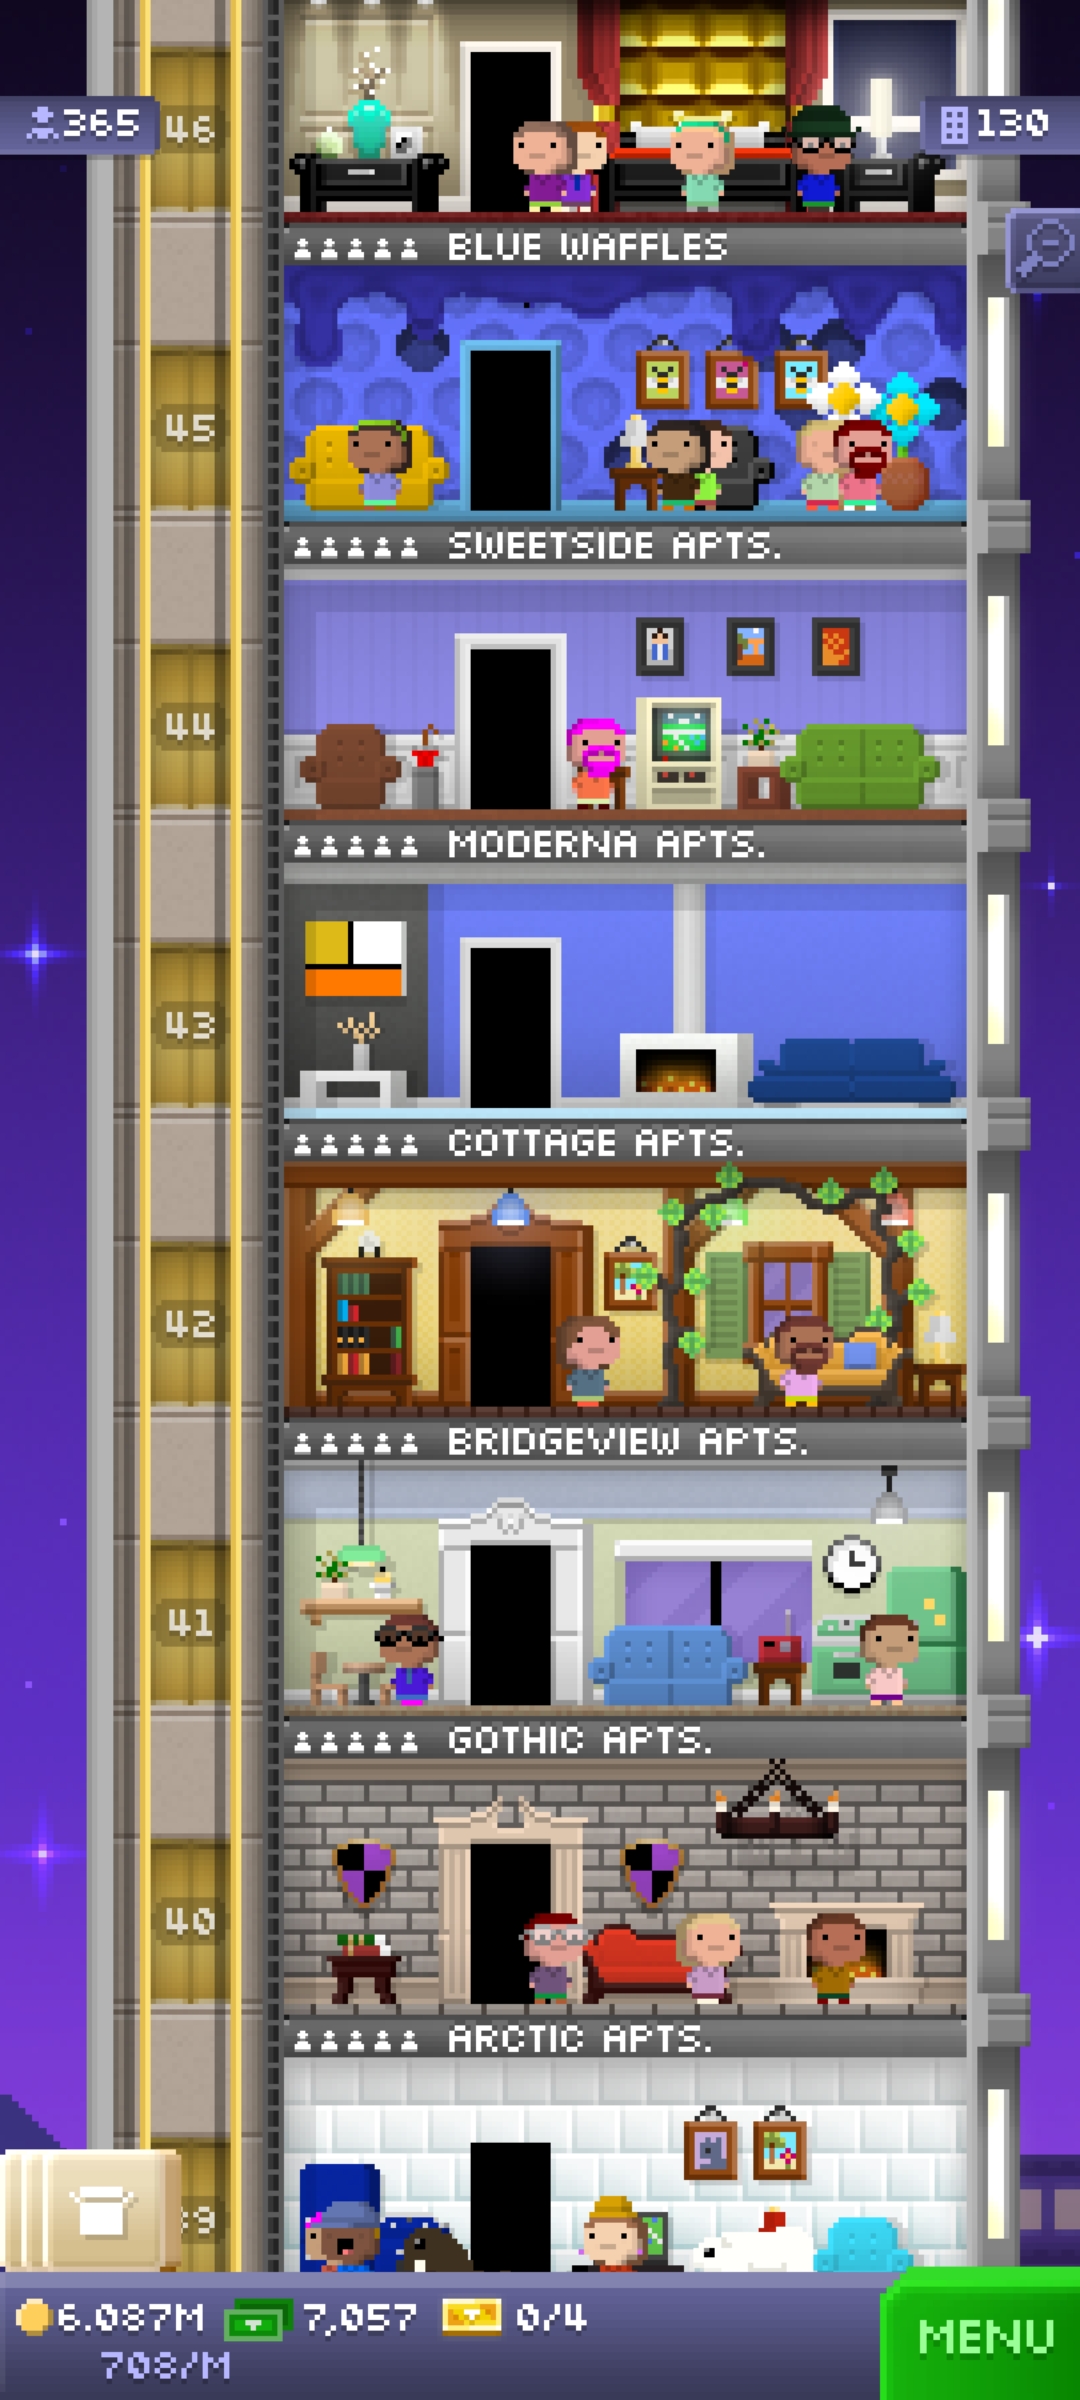 46
365
130
BLUE WAFFLES
45
SWEETSIDE APTS.
44
MODERNA APTS.
43
COTTAGE APTS.
42
BRIDGEVIEW APTS.
41
GOTHIC APTS.
40
ARCTIC APTS.
6.087M 7,057 0/4
708/M
MENU